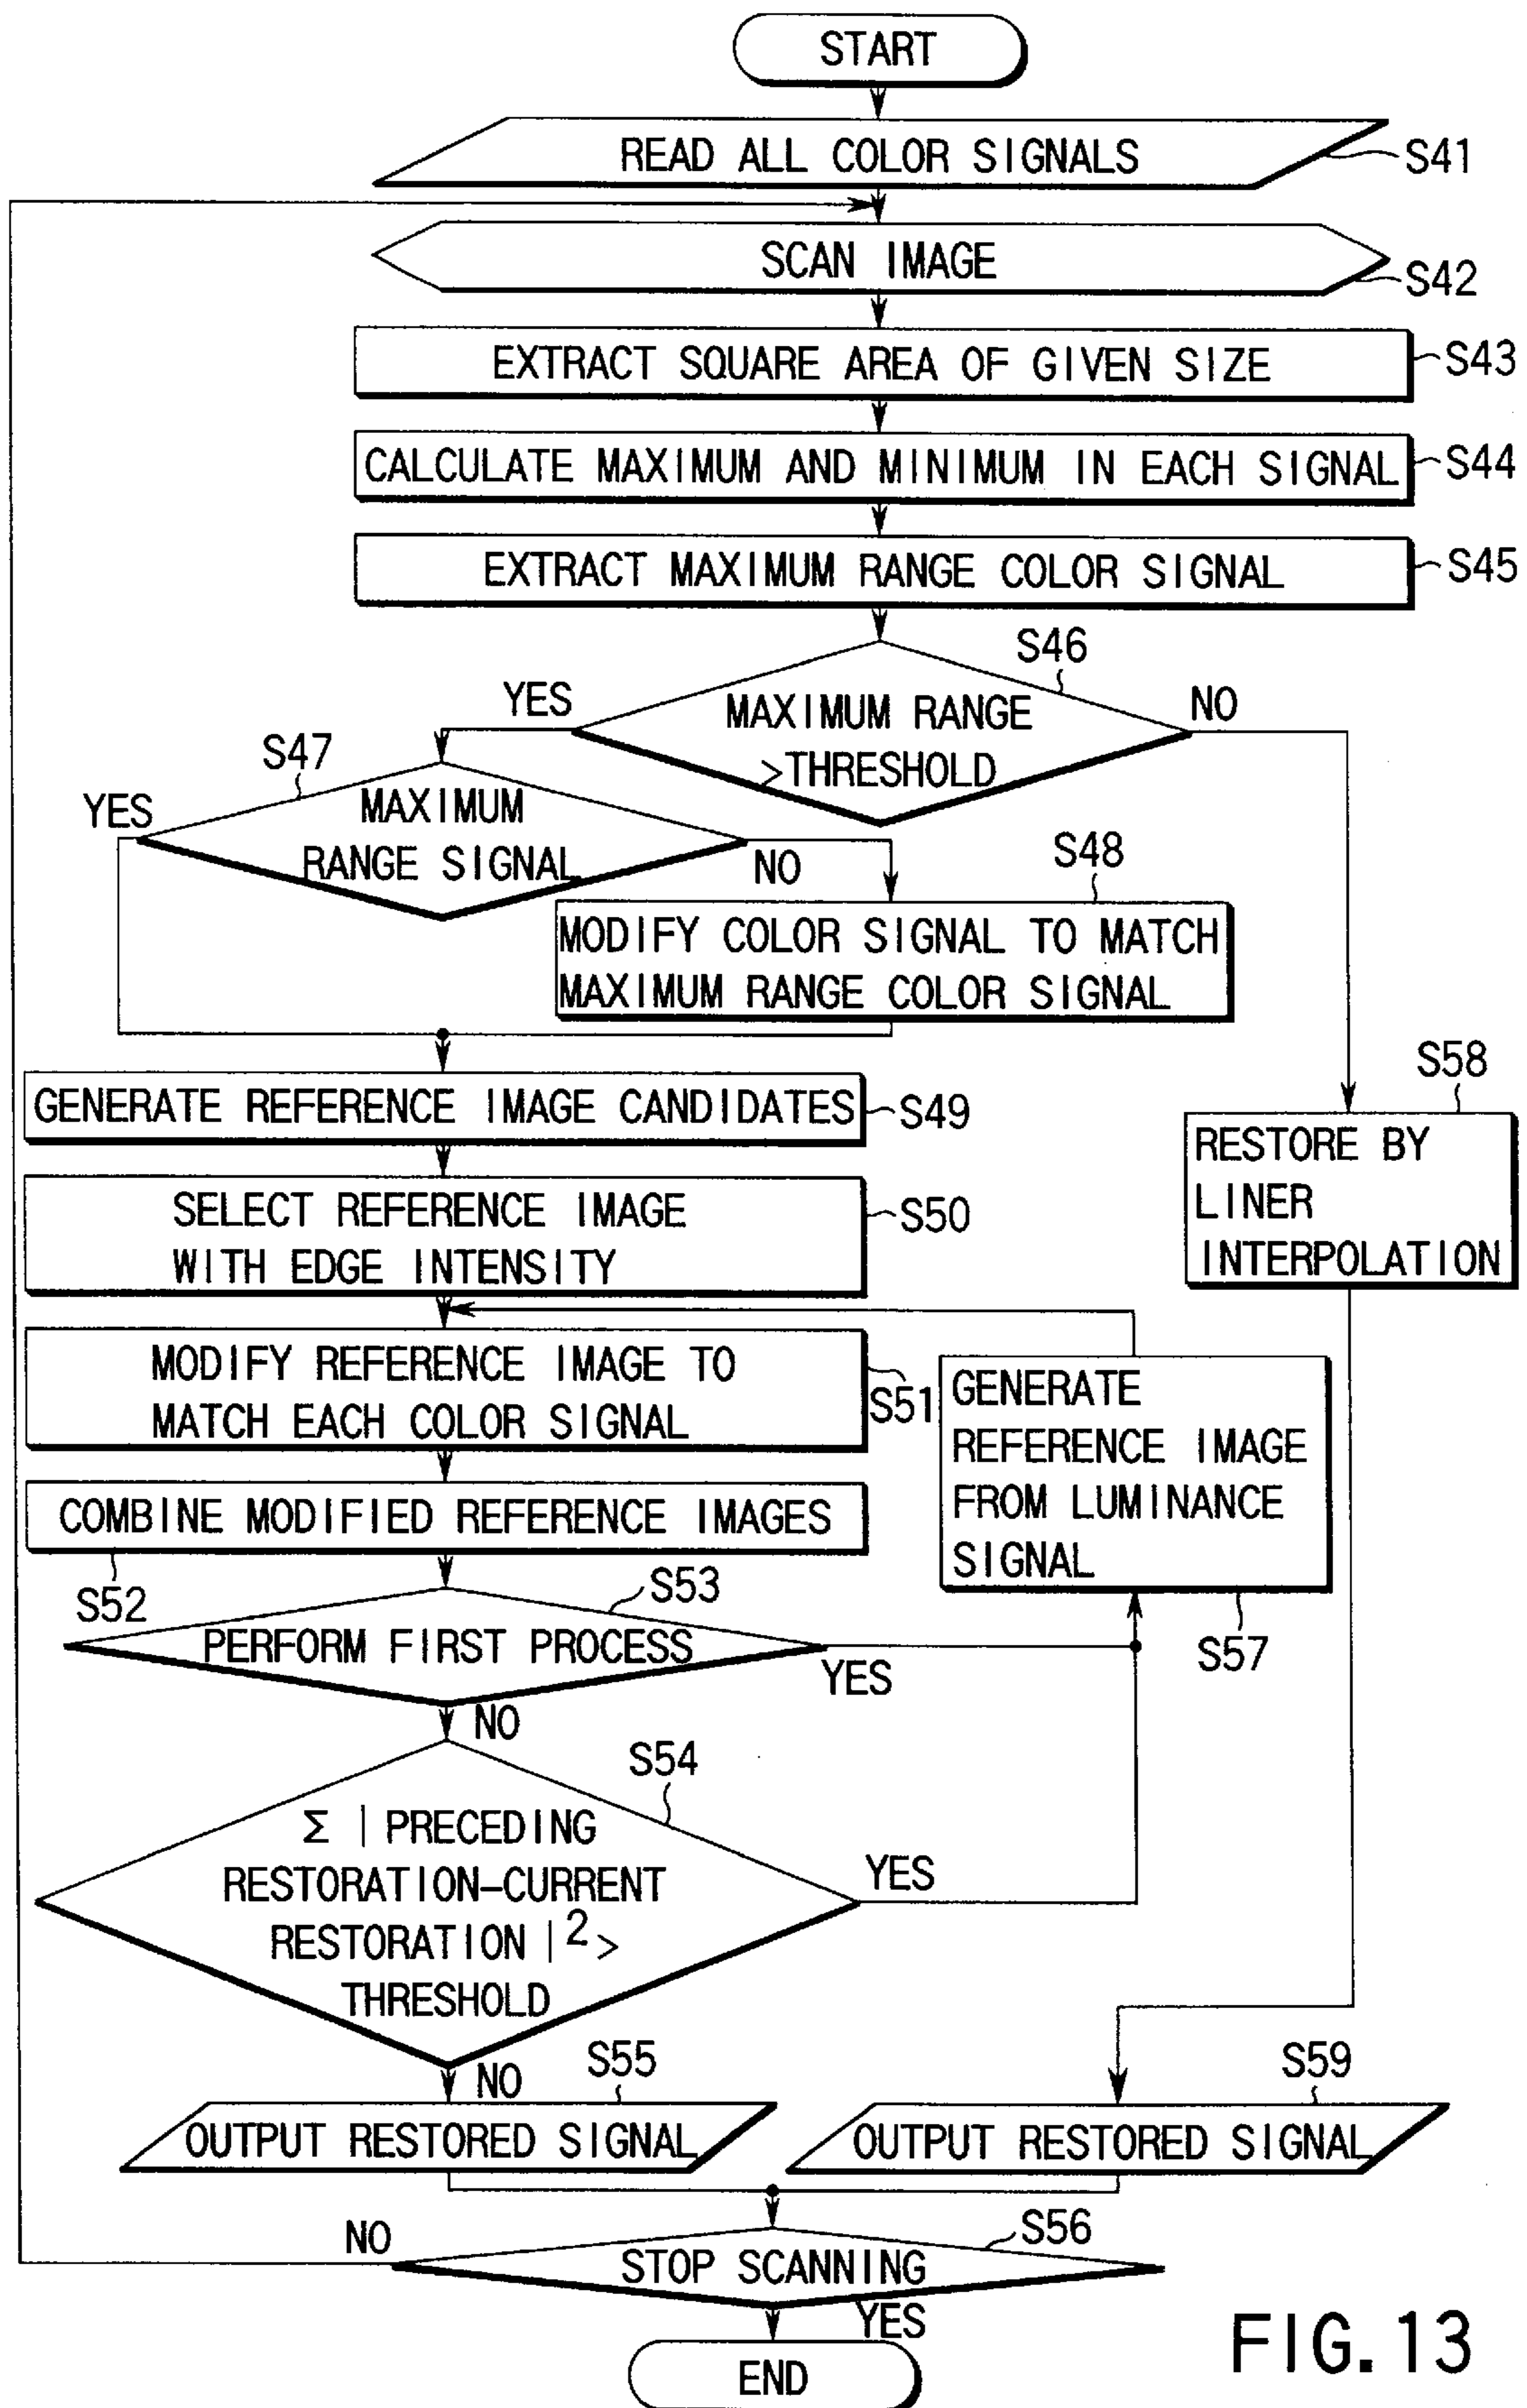 START
READ ALL COLOR SIGNALS
S41
SCAN IMAGE
S42
EXTRACT SQUARE AREA OF GIVEN SIZE
S43
CALCULATE MAXIMUM AND MINIMUM IN EACH SIGNAL
S44
EXTRACT MAXIMUM RANGE COLOR SIGNAL
S45
S46
YES
MAXIMUM RANGE
>THRESHOLD
NO
S47
YES
MAXIMUM
RANGE SIGNAL
NO
S48
MODIFY COLOR SIGNAL TO MATCH
MAXIMUM RANGE COLOR SIGNAL
GENERATE REFERENCE IMAGE CANDIDATES
S49
S58
RESTORE BY
LINER
INTERPOLATION
SELECT REFERENCE IMAGE
WITH EDGE INTENSITY
S50
MODIFY REFERENCE IMAGE TO
MATCH EACH COLOR SIGNAL
S51
GENERATE
REFERENCE IMAGE
FROM LUMINANCE
SIGNAL
S57
COMBINE MODIFIED REFERENCE IMAGES
S52
S53
PERFORM FIRST PROCESS
YES
NO
S54
Σ | PRECEDING
RESTORATION-CURRENT
RESTORATION |2 >
THRESHOLD
YES
NO
S55
OUTPUT RESTORED SIGNAL
S59
OUTPUT RESTORED SIGNAL
NO
S56
STOP SCANNING
YES
END
FIG.13